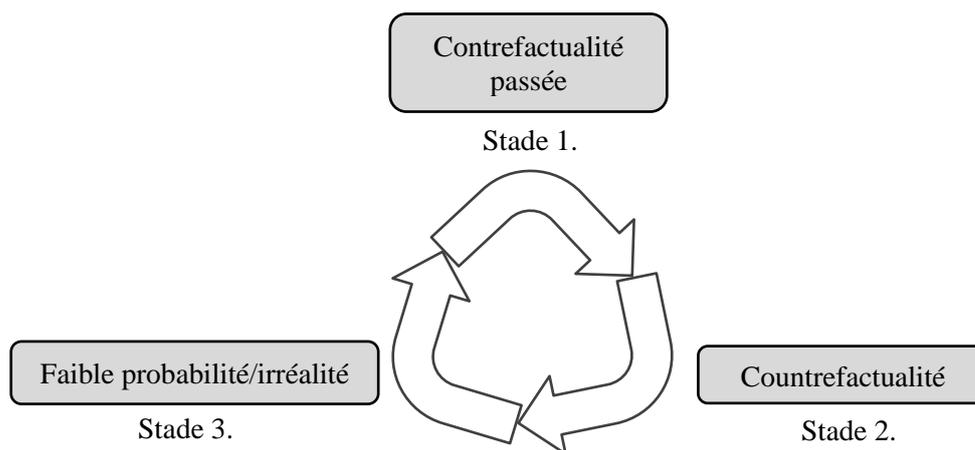 Contrefactualité
passée
Stade 1.
Faible probabilité/irréalité
Stade 3.
Countrefactualité
Stade 2.